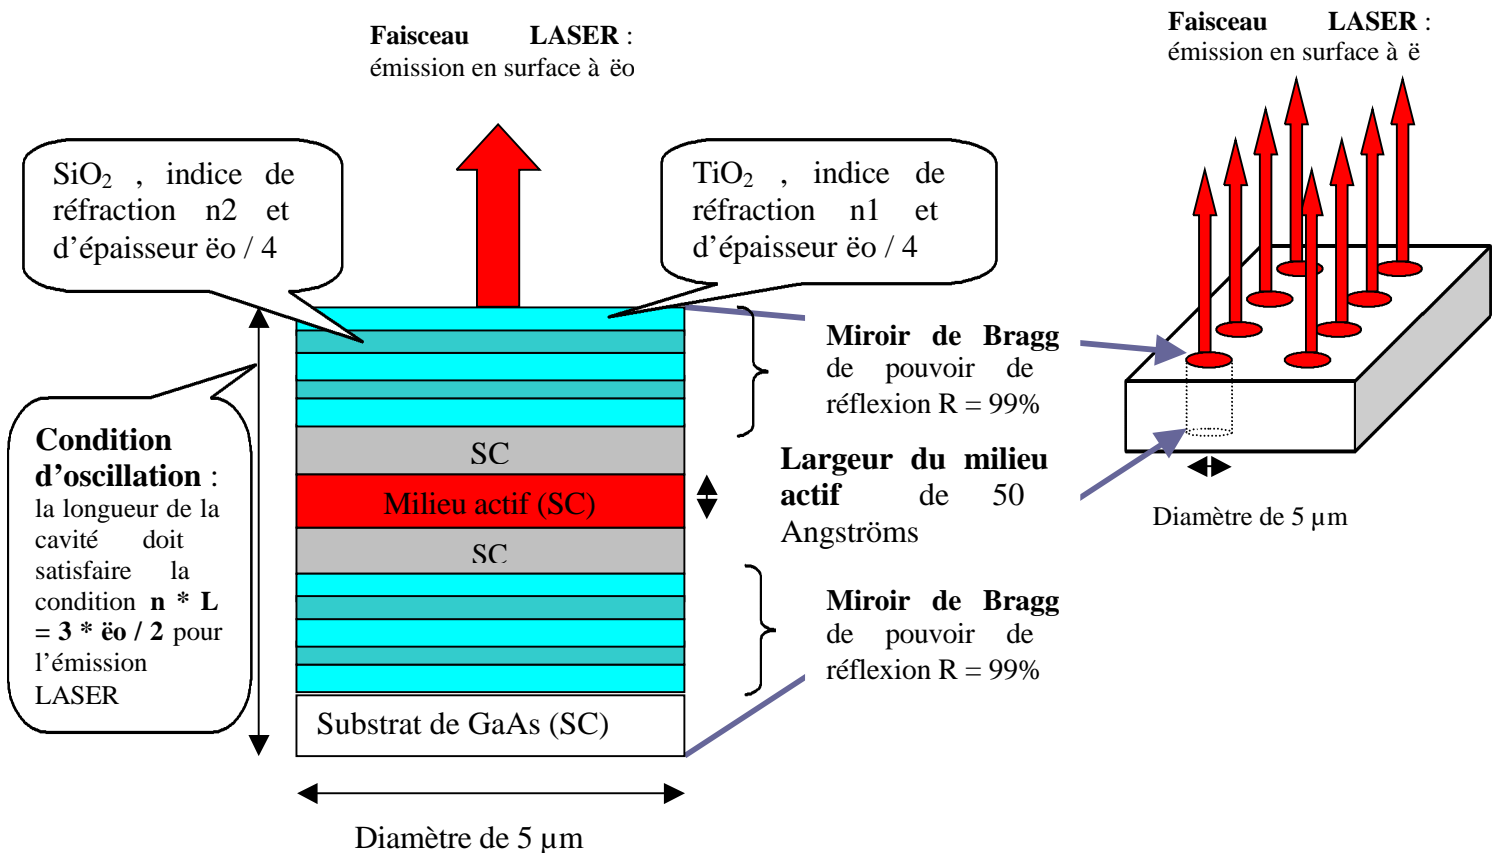 Faisceau LASER :
émission en surface à ëo
Faisceau LASER :
émission en surface à ë
SiO2 , indice de
réfraction n2 et
d’épaisseur ëo / 4
TiO2 , indice de
réfraction n1 et
d’épaisseur ëo / 4
Miroir de Bragg
de pouvoir de
réflexion R = 99%
Condition
d’oscillation :
la longueur de la
cavité doit
satisfaire la
condition n * L
= 3 * ëo / 2 pour
l’émission
LASER
SC
Milieu actif (SC)
SC
Largeur du milieu
actif de 50
Angströms
Diamètre de 5 µm
Miroir de Bragg
de pouvoir de
réflexion R = 99%
Substrat de GaAs (SC)
Diamètre de 5 µm